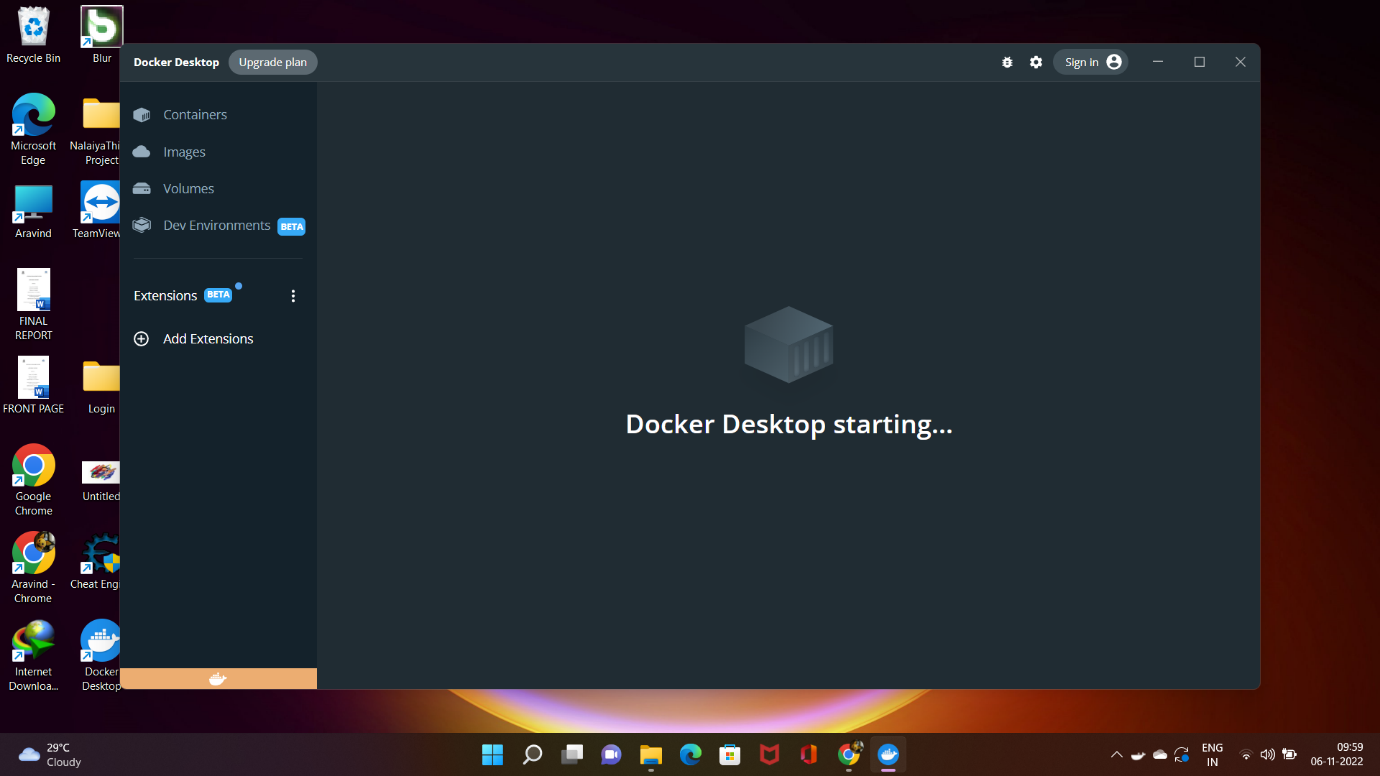 Recycle Bin
Blur
Microsoft
Edge
NalaiyaThi
Project
Aravind
TeamView
FINAL
REPORT
FRONT PAGE
Login
Google
Chrome
Untitled
Aravind -
Chrome
Cheat Engi
Internet
Downloa...
Docker
Desktop
Docker Desktop
Upgrade plan
Sign in
Containers
Images
Volumes
Dev Environments BETA
Extensions BETA
Add Extensions
Docker Desktop starting...
29°C
Cloudy
ENG
IN
09:59
06-11-2022